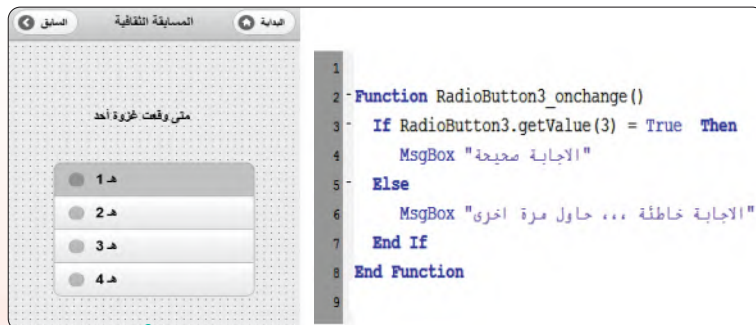 البداية
المسابقة الثقافية
السابق
متى وقعت غزوة أحد
1 هـ
2 هـ
3 هـ
4 هـ
1
2 Function RadioButton3_onchange()
3 If RadioButton3.getValue(3) = True Then
4 MsgBox "الاجابة صحيحة"
5 Else
6 MsgBox "الاجابة خاطئة ،،، حاول مرة اخرى"
7 End If
8 End Function
9